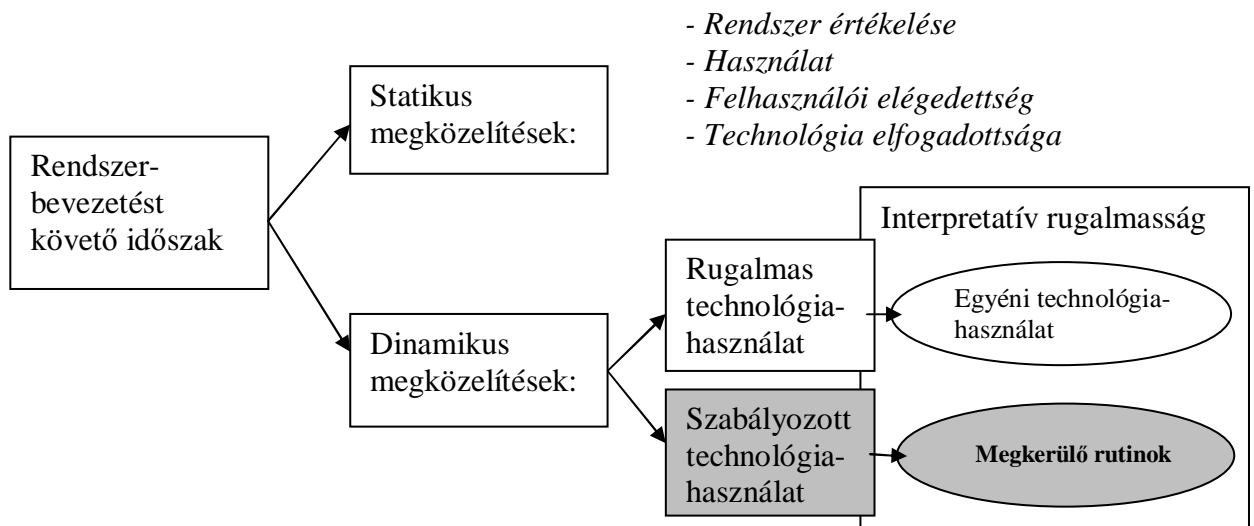 - Rendszer értékelése
- Használat
- Felhasználói elégedettség
- Technológia elfogadottsága
Statikus
megközelítések:
Rendszer-
bevezetést
követő időszak
Interpretatív rugalmasság
Rugalmas
technológia-
használat
Egyéni technológia-
használat
Dinamikus
megközelítések:
Szabályozott
technológia-
használat
Megkerülő rutinok